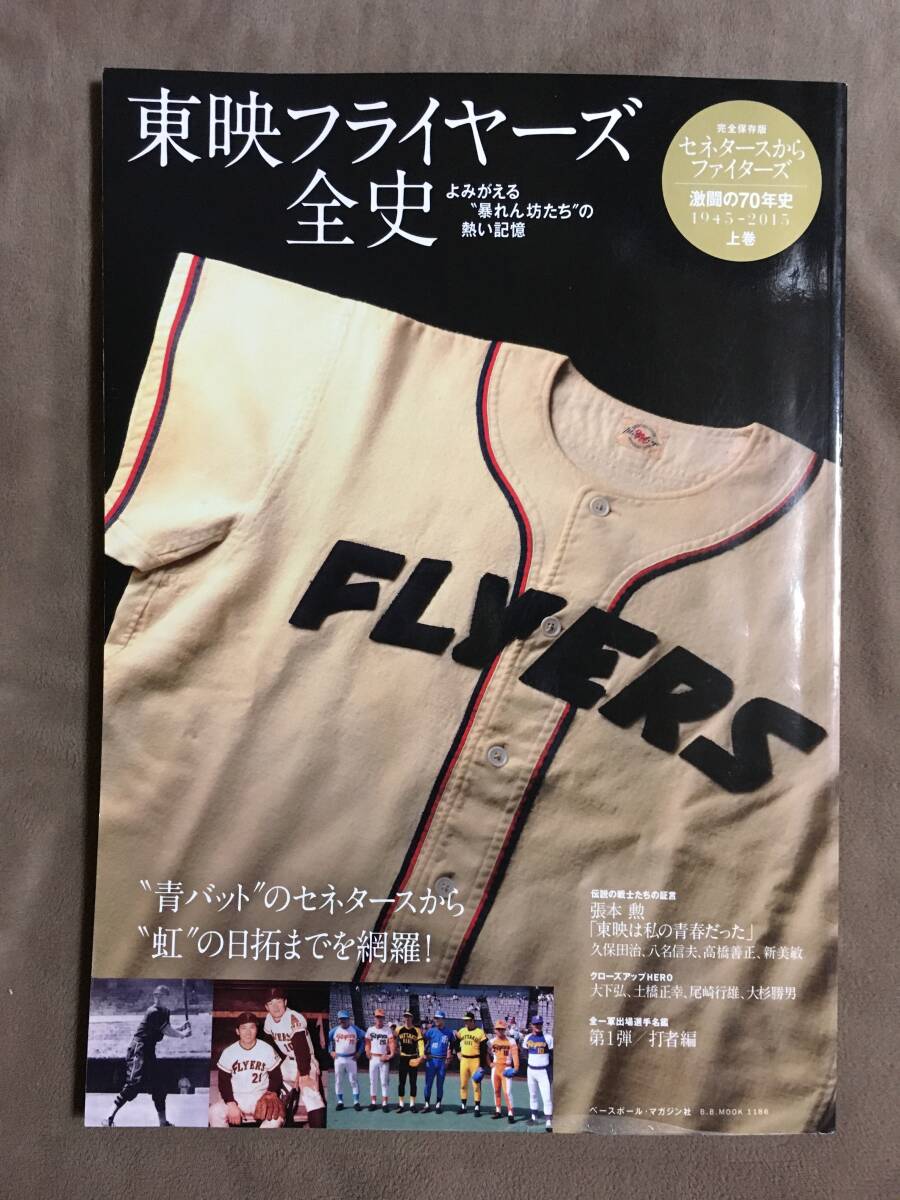 東映フライヤーズ
全史
よみがえる
〝暴れん坊たち〟の
熱い記憶
完全保存版
セネタースから
ファイターズ
激闘の70年史
1945-2015
上巻
FLYERS
〝青バット〟のセネタースから
〝虹〟の日拓までを網羅!
伝説の戦士たちの証言
張本 勲
「東映は私の青春だった」
久保田治、八名信夫、高橋善正、新美敏
クローズアップHERO
大下弘、土橋正幸、尾崎行雄、大杉勝男
全一軍出場選手名鑑
第1弾/打者編
FLYERS
21
FLYERS
10
ベースボール・マガジン社 B.B.MOOK 1186